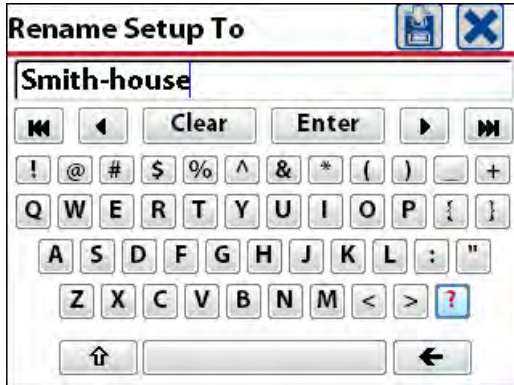 Rename Setup To
Smith-house
Clear Enter
! @ # $ % ^ & * ( ) _ +
Q W E R T Y U I O P { }
A S D F G H J K L : "
Z X C V B N M < > ?